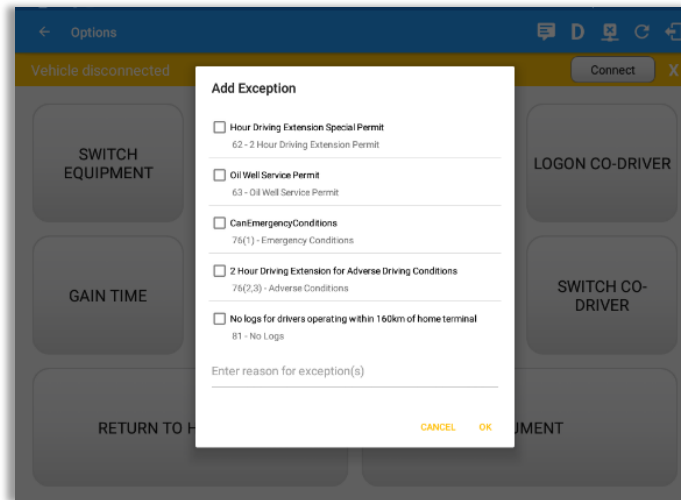 Options
D
Vehicle disconnected
Connect
X
Add Exception
Hour Driving Extension Special Permit
62 - 2 Hour Driving Extension Permit
Oil Well Service Permit
63 - Oil Well Service Permit
CanEmergencyConditions
76(1) - Emergency Conditions
2 Hour Driving Extension for Adverse Driving Conditions
76(2,3) - Adverse Conditions
No logs for drivers operating within 160km of home terminal
81 - No Logs
Enter reason for exception(s)
CANCEL
OK
SWITCH
EQUIPMENT
LOGON CO-DRIVER
GAIN TIME
SWITCH CO-
DRIVER
RETURN TO